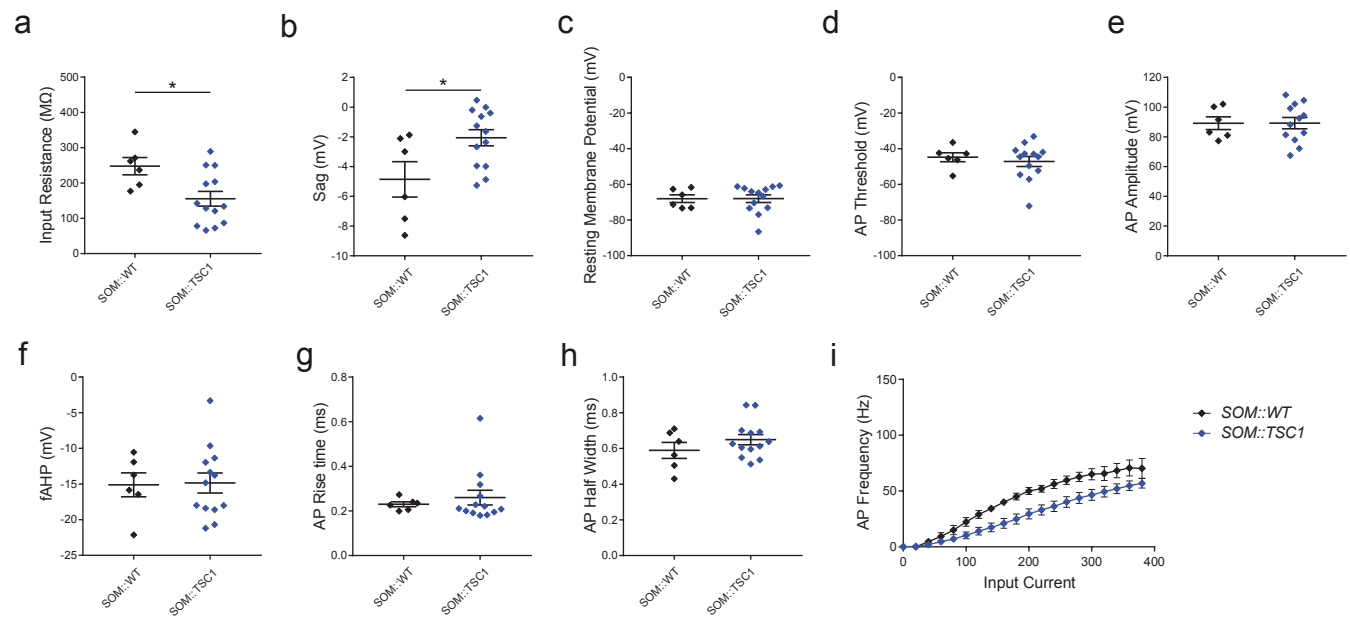 a
Input Resistance (MΩ)
500
400
300
200
100
0
*
SOM::WT
SOM::TSC1
b
Sag (mV)
2
0
-2
-4
-6
-8
-10
*
SOM::WT
SOM::TSC1
c
Resting Membrane Potential (mV)
0
-20
-40
-60
-80
-100
SOM::WT
SOM::TSC1
d
AP Threshold (mV)
0
-20
-40
-60
-80
-100
SOM::WT
SOM::TSC1
e
AP Amplitude (mV)
120
100
80
60
40
20
0
SOM::WT
SOM::TSC1
f
fAHP (mV)
0
-5
-10
-15
-20
-25
SOM::WT
SOM::TSC1
g
AP Rise time (ms)
0.8
0.6
0.4
0.2
0.0
SOM::WT
SOM::TSC1
h
AP Half Width (ms)
1.0
0.8
0.6
0.4
0.2
0.0
SOM::WT
SOM::TSC1
i
AP Frequency (Hz)
150
100
50
0
0 100 200 300 400
Input Current
SOM::WT
SOM::TSC1